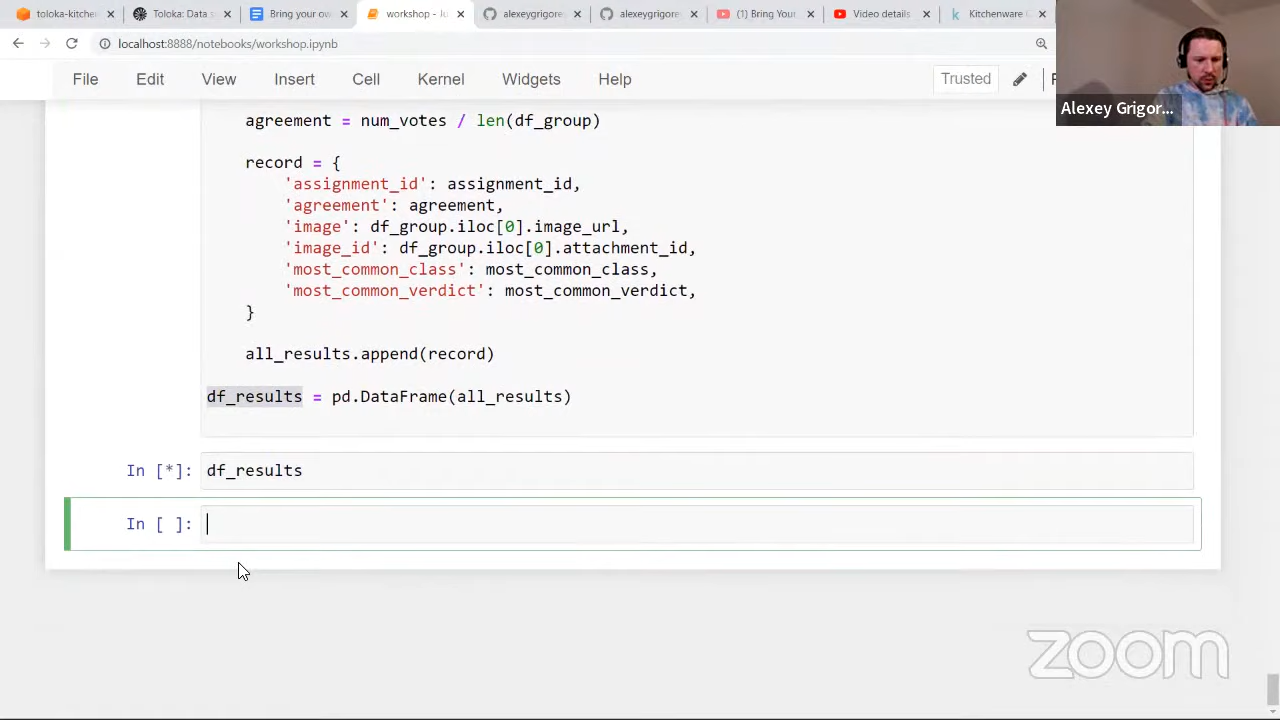 toloka-kitchen
Toloka: Data s
Bring your ow
workshop - Ju
alexeygrigore
alexeygrigore
(1) Bring Your
Video details
Kitchenware C
localhost:8888/notebooks/workshop.ipynb
File Edit View Insert Cell Kernel Widgets Help Trusted
Alexey Grigor...
agreement = num_votes / len(df_group)
record = {
'assignment_id': assignment_id,
'agreement': agreement,
'image': df_group.iloc[0].image_url,
'image_id': df_group.iloc[0].attachment_id,
'most_common_class': most_common_class,
'most_common_verdict': most_common_verdict,
}
all_results.append(record)
df_results = pd.DataFrame(all_results)
In [*]: df_results
In [ ]:
zoom